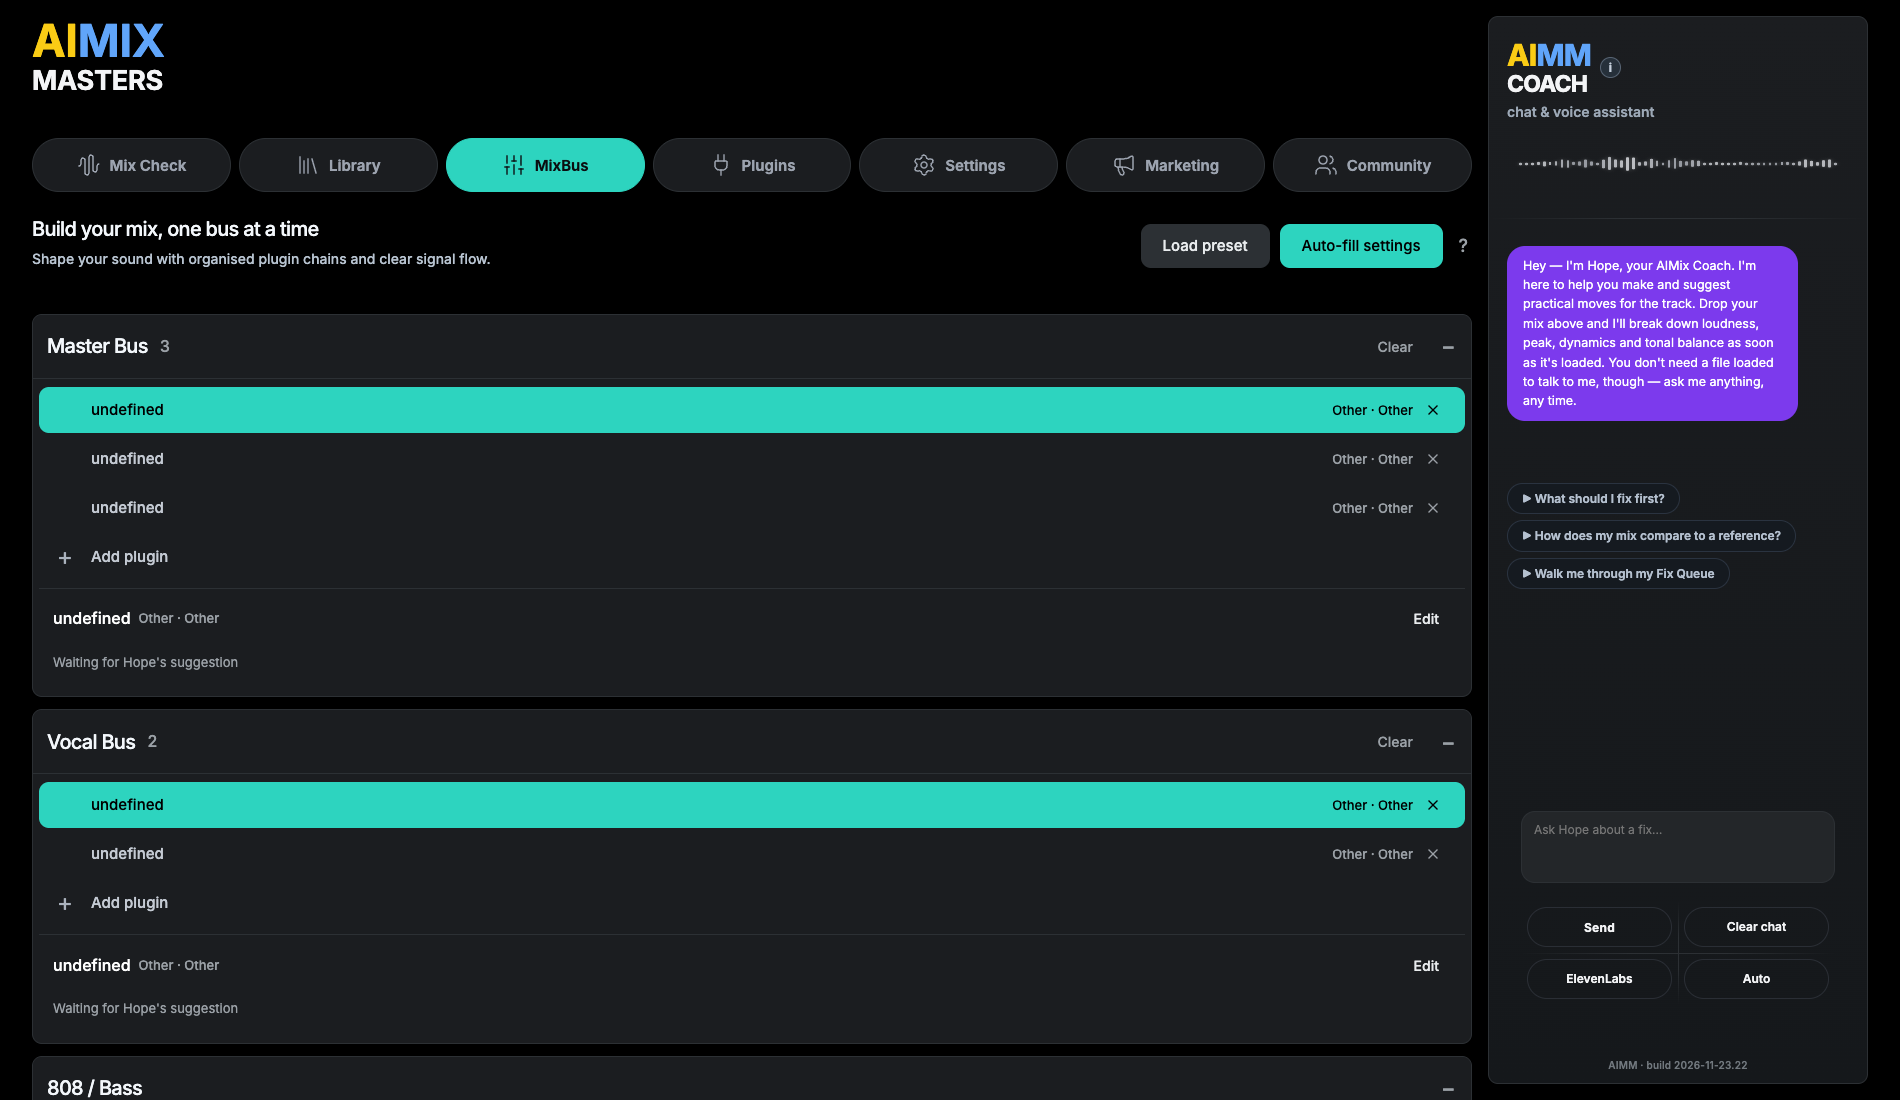 AIMIX
MASTERS
Mix Check
Library
MixBus
Plugins
Settings
Marketing
Community
Build your mix, one bus at a time
Shape your sound with organised plugin chains and clear signal flow.
Load preset
Auto-fill settings
?
Master Bus 3
Clear
undefined
Other · Other
undefined
Other · Other
undefined
Other · Other
Add plugin
undefined Other · Other
Edit
Waiting for Hope's suggestion
Vocal Bus 2
Clear
undefined
Other · Other
undefined
Other · Other
Add plugin
undefined Other · Other
Edit
Waiting for Hope's suggestion
808 / Bass
AIMM
COACH
i
chat & voice assistant
Hey — I'm Hope, your AIMix Coach. I'm
here to help you make and suggest
practical moves for the track. Drop your
mix above and I'll break down loudness,
peak, dynamics and tonal balance as soon
as it's loaded. You don't need a file loaded
to talk to me, though — ask me anything,
any time.
What should I fix first?
How does my mix compare to a reference?
Walk me through my Fix Queue
Ask Hope about a fix...
Send
Clear chat
ElevenLabs
Auto
AIMM · build 2026-11-23.22